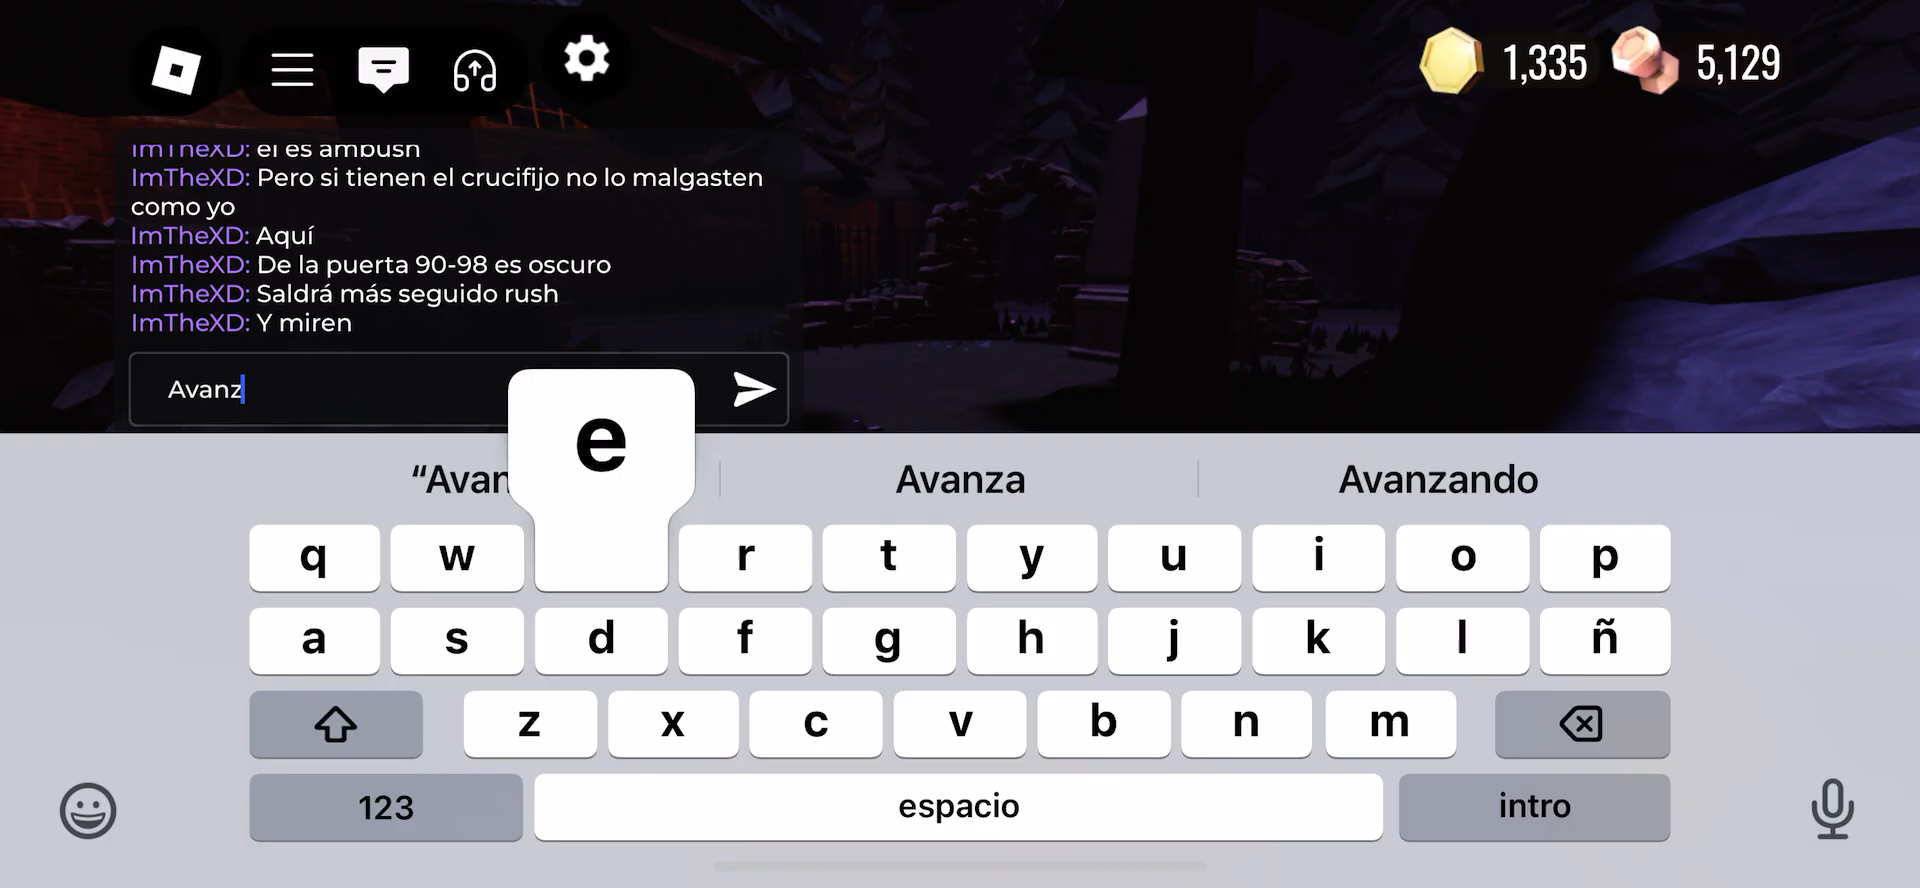 1,335
5,129
ImTheXD: el es ambush
ImTheXD: Pero si tienen el crucifijo no lo malgasten
como yo
ImTheXD: Aquí
ImTheXD: De la puerta 90-98 es oscuro
ImTheXD: Saldrá más seguido rush
ImTheXD: Y miren
Avanz
e
“Avan
Avanza
Avanzando
q w r t y u i o p
a s d f g h j k l ñ
z x c v b n m
123 espacio intro